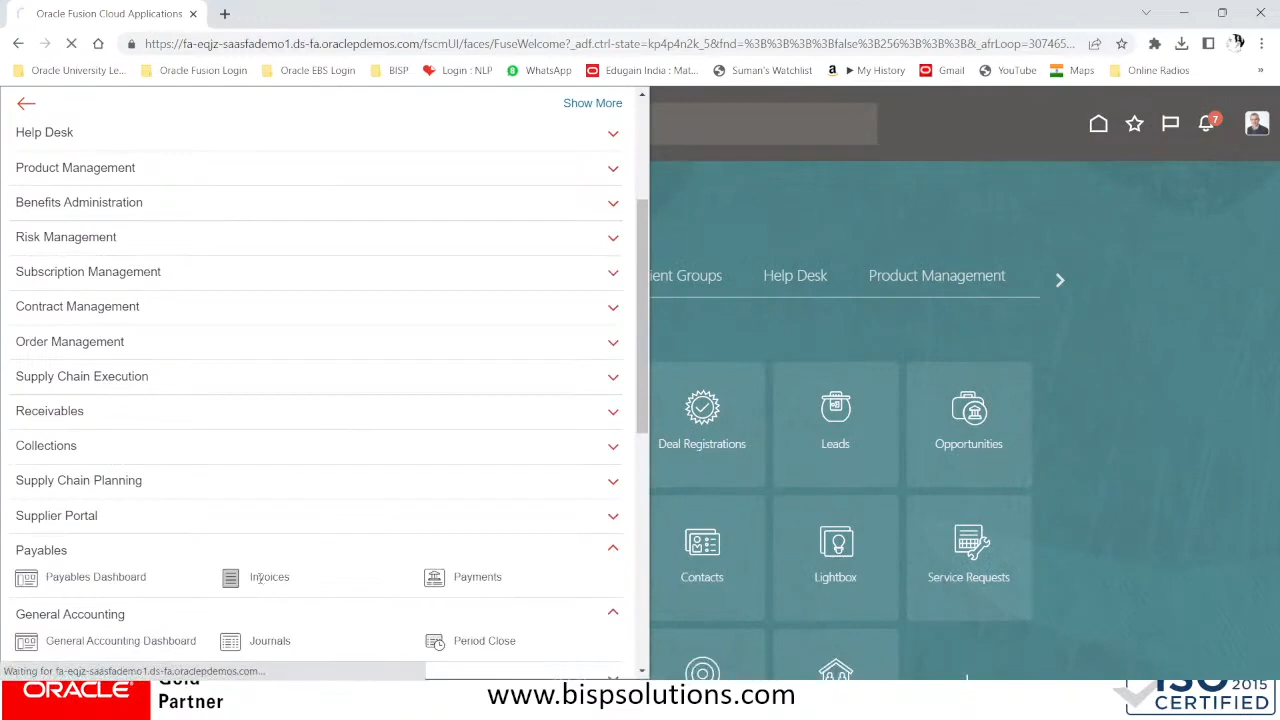 Oracle Fusion Cloud Applications
https://fa-eqjz-saasfademo1.ds-fa.oraclepdemos.com/fscmUI/faces/FuseWelcome?_adf.ctrl-state=kp4p4n2k_5&fnd=%3B%3B%3B%3Bfalse%3B256%3B%3B%3B&_afrLoop=307465...
Oracle University Le... Oracle Fusion Login Oracle EBS Login BISP Login : NLP WhatsApp Edugain India : Mat... Suman's Watchlist ▶ My History Gmail YouTube Maps Online Radios »
Show More
7
Help Desk
Product Management
Benefits Administration
Risk Management
Subscription Management
Contract Management
Order Management
Supply Chain Execution
Receivables
Collections
Supply Chain Planning
Supplier Portal
Payables
Payables Dashboard Invoices Payments
General Accounting
General Accounting Dashboard Journals Period Close
Waiting for fa-eqjz-saasfademo1.ds-fa.oraclepdemos.com...
ient Groups Help Desk Product Management
Deal Registrations Leads Opportunities
Contacts Lightbox Service Requests
ORACLE
Gold
Partner
www.bispsolutions.com
ISO 2015
CERTIFIED